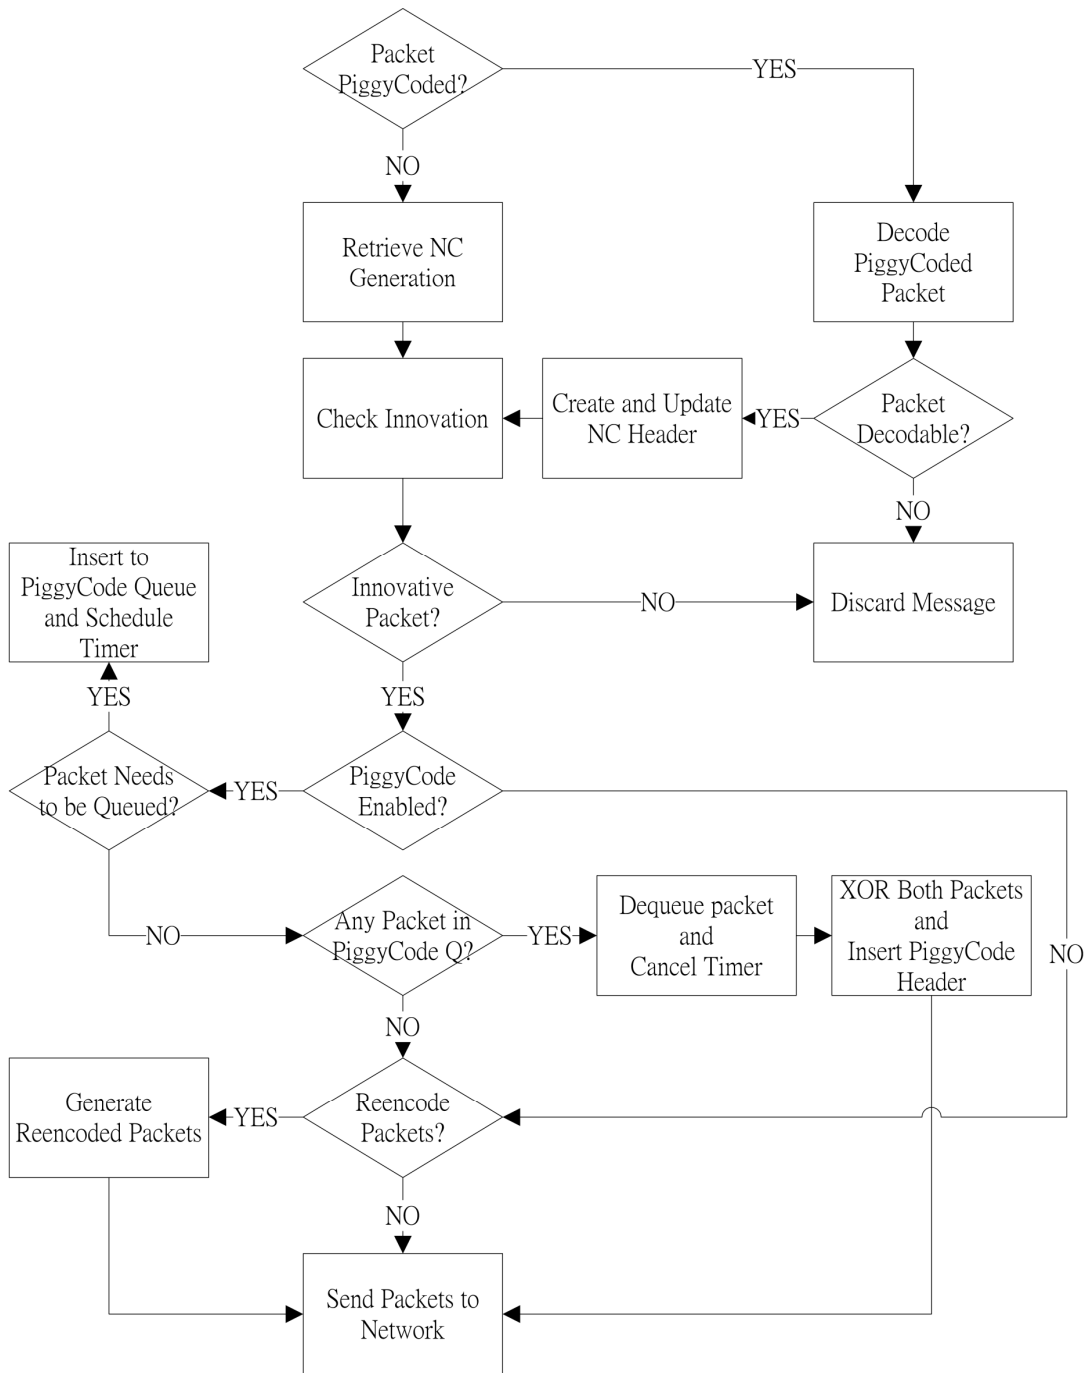 Packet
PiggyCoded?
YES
NO
Retrieve NC
Generation
Decode
PiggyCoded
Packet
Check Innovation
Create and Update
NC Header
YES
Packet
Decodable?
NO
Insert to
PiggyCode Queue
and Schedule
Timer
Innovative
Packet?
NO
Discard Message
YES
YES
Packet Needs
to be Queued?
YES
PiggyCode
Enabled?
NO
Any Packet in
PiggyCode Q?
YES
Dequeue packet
and
Cancel Timer
XOR Both Packets
and
Insert PiggyCode
Header
NO
NO
Generate
Reencoded Packets
YES
Reencode
Packets?
NO
Send Packets to
Network